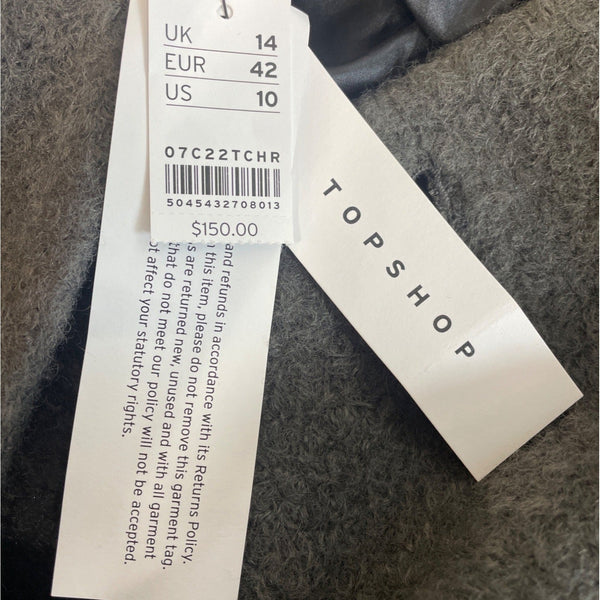 UK 14
EUR 42
US 10
07C22TCHR
5045432708013
$150.00
TOPSHOP
and refunds in accordance with its Returns Policy.
this item, please do not remove this garment tag.
are returned new, unused and with all garment
that do not meet our policy will not be accepted.
affect your statutory rights.